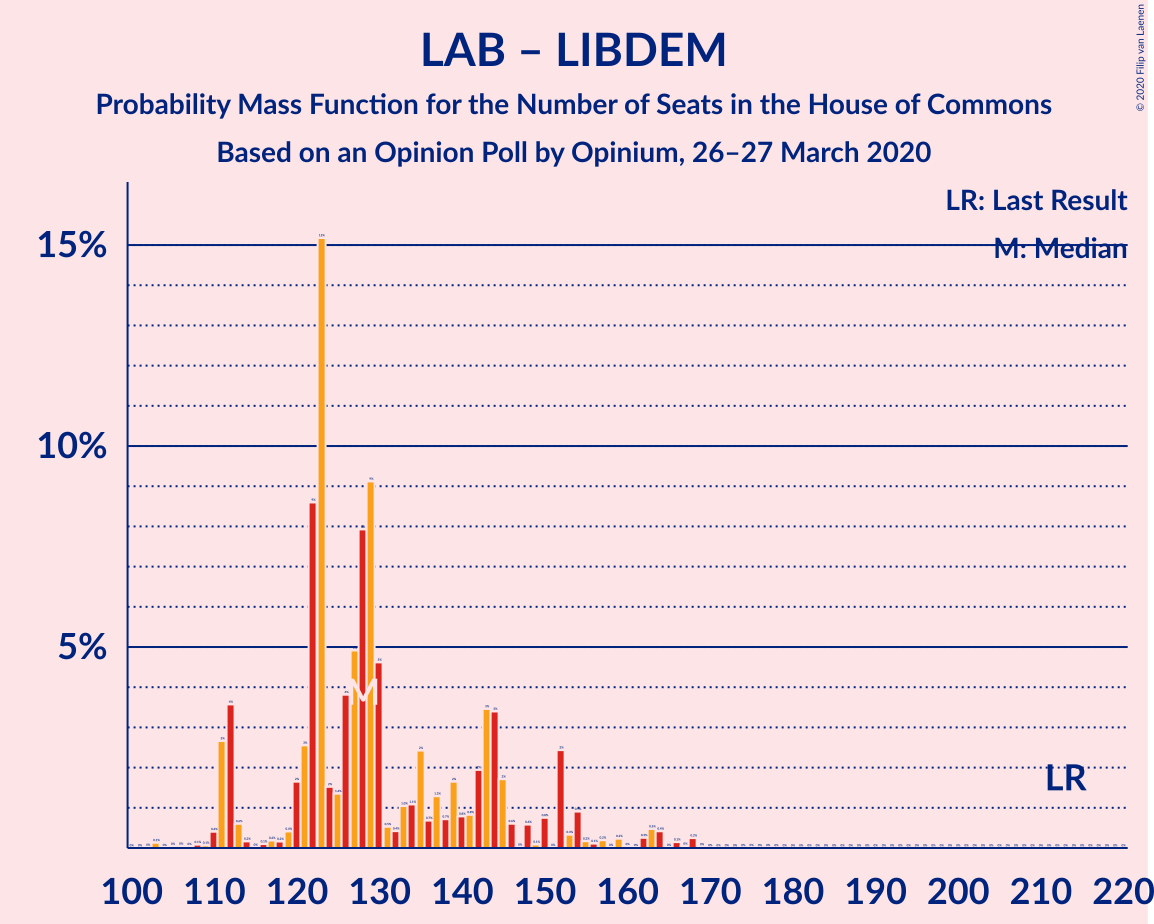 LAB – LIBDEM
Probability Mass Function for the Number of Seats in the House of Commons
Based on an Opinion Poll by Opinium, 26–27 March 2020
© 2020 Filip van Laenen
LR: Last Result
M: Median
15%
10%
5%
M
LR
100 110 120 130 140 150 160 170 180 190 200 210 220